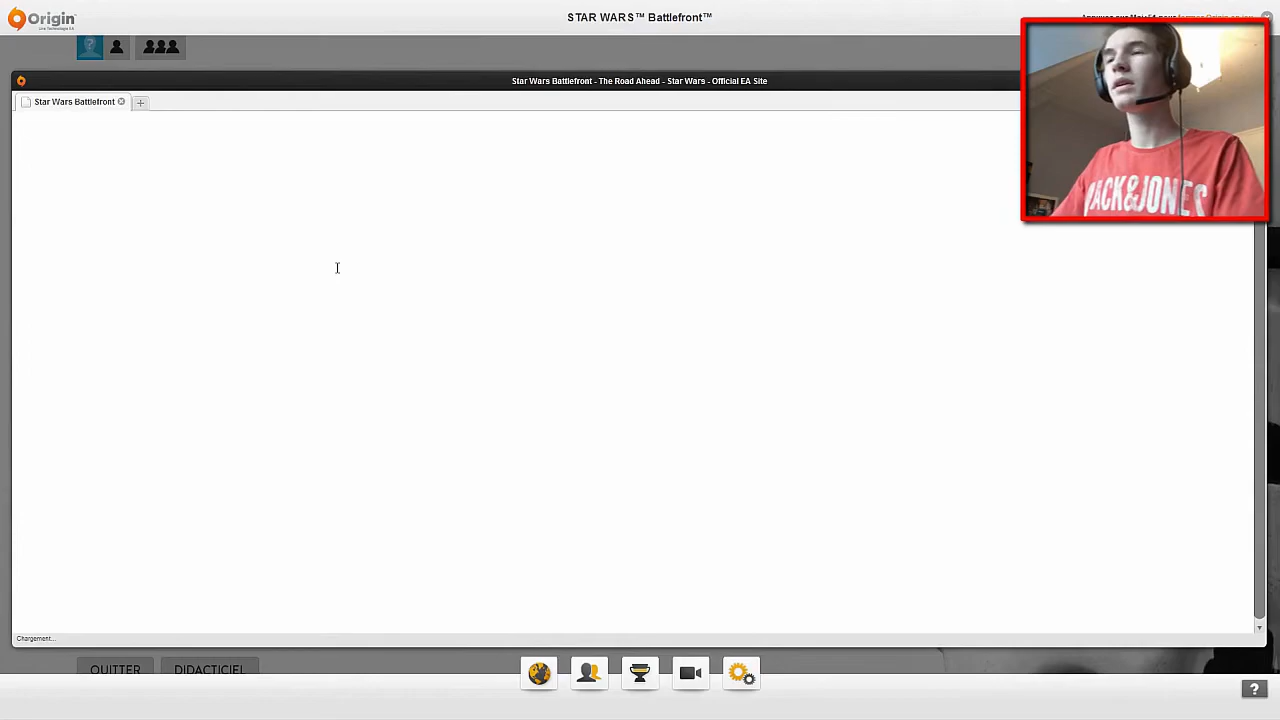 Origin
STAR WARS™ Battlefront™
Star Wars Battlefront - The Road Ahead - Star Wars - Official EA Site
Star Wars Battlefront
+
JACK&JONES
Chargement...
QUITTER
DIDACTICIEL
?